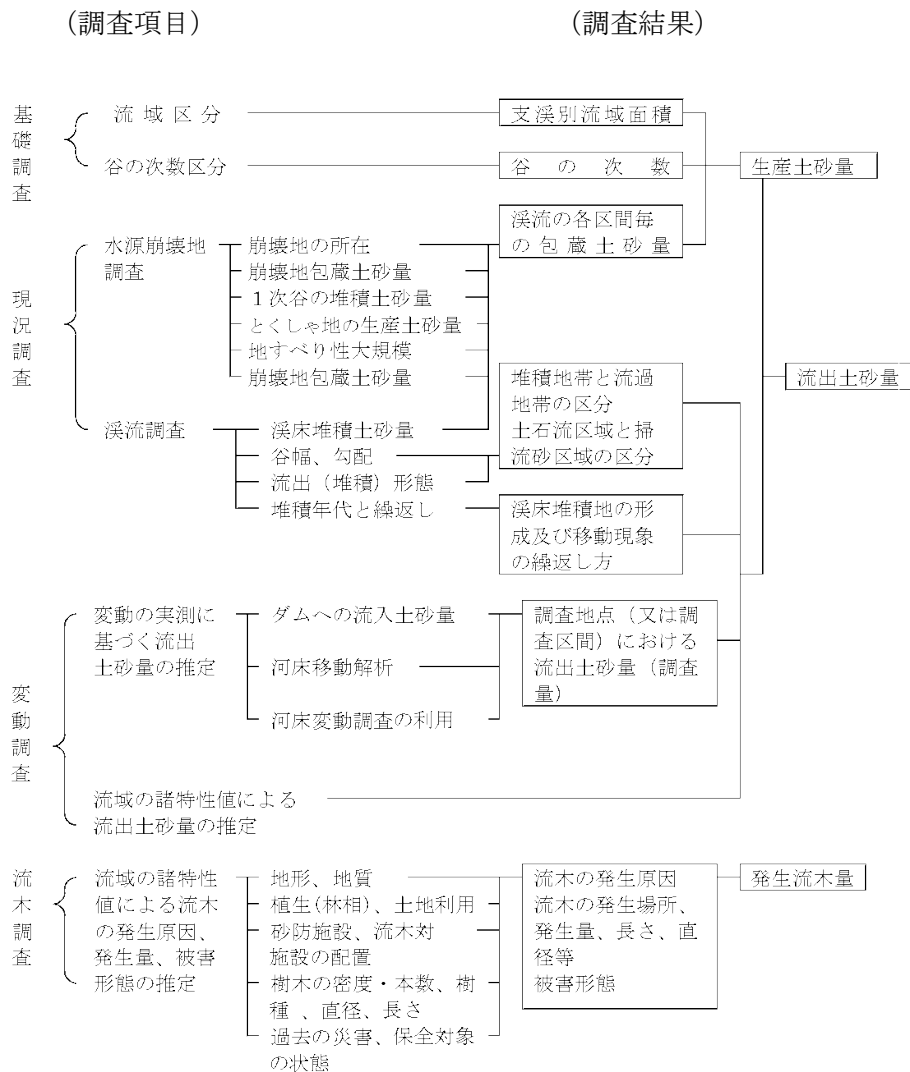 (調査項目)
(調査結果)
基礎調査
流域区分
支渓別流域面積
谷の次数区分
谷の次数
生産土砂量
渓流の各区間毎
の包蔵土砂量
現況調査
水源崩壊地
調査
崩壊地の所在
崩壊地包蔵土砂量
1次谷の堆積土砂量
とくしゃ地の生産土砂量
地すべり性大規模
崩壊地包蔵土砂量
堆積地帯と流過
地帯の区分
土石流区域と掃
流砂区域の区分
流出土砂量
渓流調査
渓床堆積土砂量
谷幅、勾配
流出(堆積)形態
堆積年代と繰返し
渓床堆積地の形
成及び移動現象
の繰返し方
変動調査
変動の実測に
基づく流出
土砂量の推定
ダムへの流入土砂量
河床移動解析
河床変動調査の利用
調査地点(又は調
査区間)における
流出土砂量(調査
量)
流域の諸特性値による
流出土砂量の推定
流木調査
流域の諸特性
値による流木
の発生原因、
発生量、被害
形態の推定
地形、地質
植生(林相)、土地利用
砂防施設、流木対
施設の配置
樹木の密度・本数、樹
種、直径、長さ
過去の災害、保全対象
の状態
流木の発生原因
流木の発生場所、
発生量、長さ、直
径等
被害形態
発生流木量